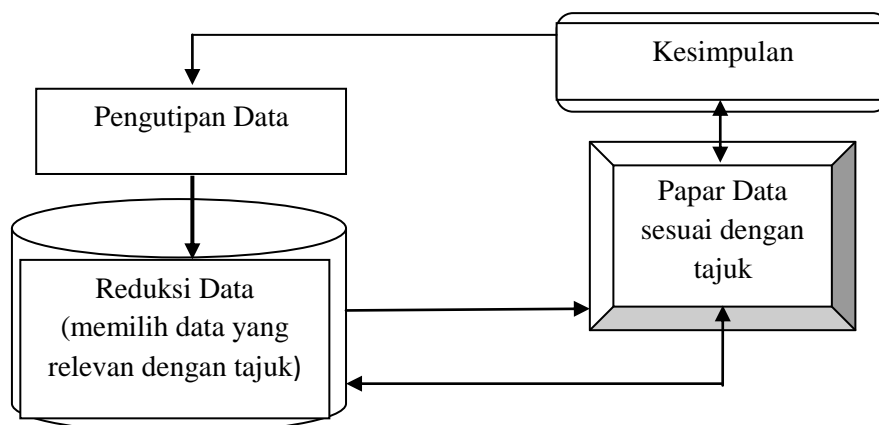 Kesimpulan
Pengutipan Data
Papar Data
sesuai dengan
tajuk
Reduksi Data
(memilih data yang
relevan dengan tajuk)